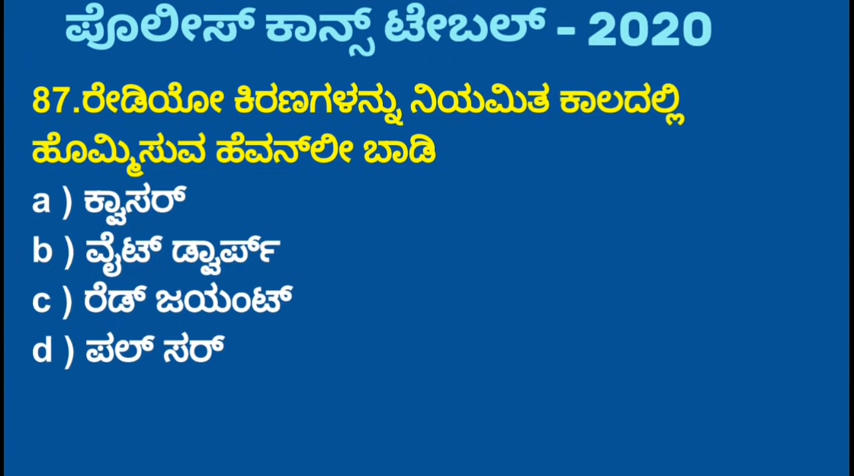 ಪೊಲೀಸ್ ಕಾನ್ಸ್ ಟೇಬಲ್ - 2020
87.ರೇಡಿಯೋ ಕಿರಣಗಳನ್ನು ನಿಯಮಿತ ಕಾಲದಲ್ಲಿ
ಹೊಮ್ಮಿಸುವ ಹೆವನ್‌ಲೀ ಬಾಡಿ
a ) ಕ್ವಾಸರ್
b ) ವೈಟ್ ಡ್ವಾರ್ಪ್
c ) ರೆಡ್ ಜಯಂಟ್
d ) ಪಲ್ ಸರ್